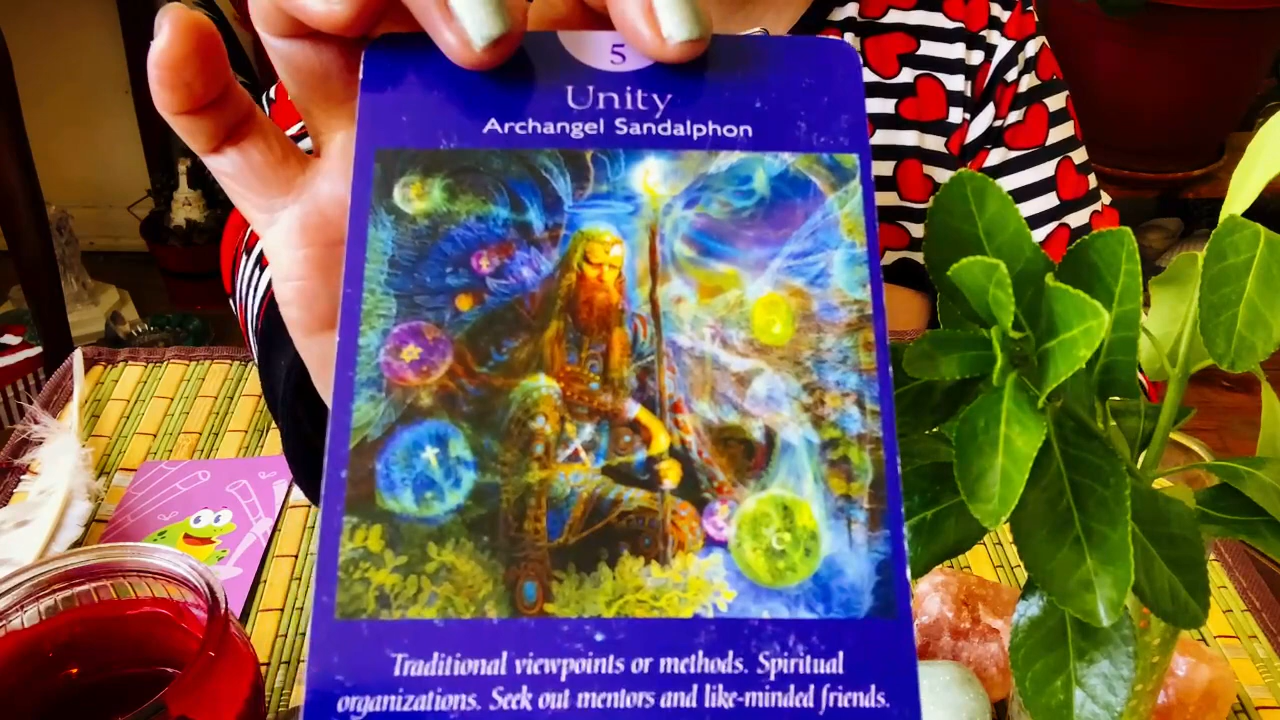 5
Unity
Archangel Sandalphon
Traditional viewpoints or methods. Spiritual
organizations. Seek out mentors and like-minded friends.